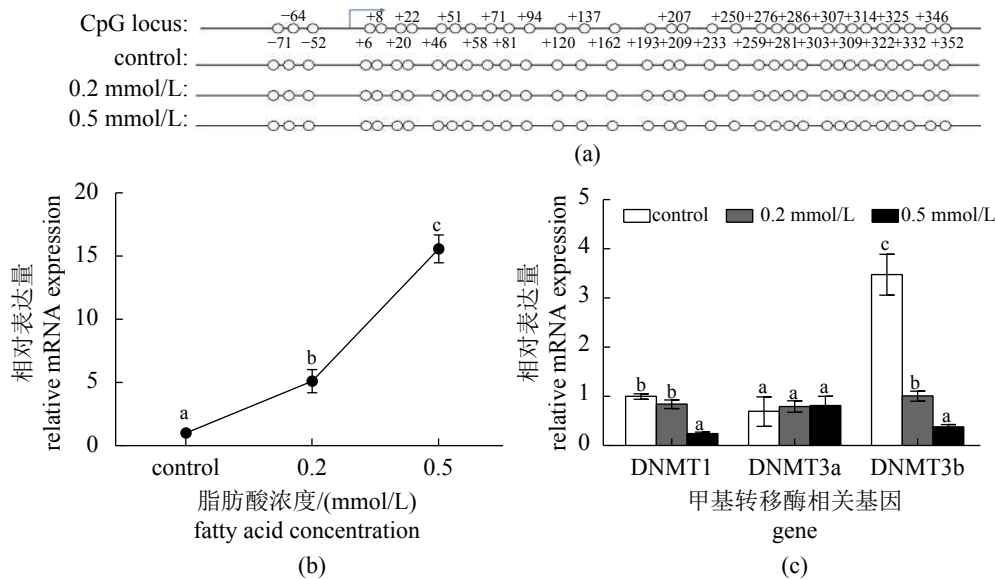 CpG locus:
−64 +8 +22 +51 +71 +94 +137 +207 +250 +276 +286 +307 +314 +325 +346
−71 −52 +6 +20 +46 +58 +81 +120 +162 +193 +209 +233 +259 +281 +303 +309 +322 +332 +352
control:
0.2 mmol/L:
0.5 mmol/L:
(a)
相对表达量
relative mRNA expression
20
15
10
5
0
a
b
c
control 0.2 0.5
脂肪酸浓度/(mmol/L)
fatty acid concentration
(b)
相对表达量
relative mRNA expression
5
4
3
2
1
0
control 0.2 mmol/L 0.5 mmol/L
b b a
a a a
c b a
DNMT1 DNMT3a DNMT3b
甲基转移酶相关基因
gene
(c)